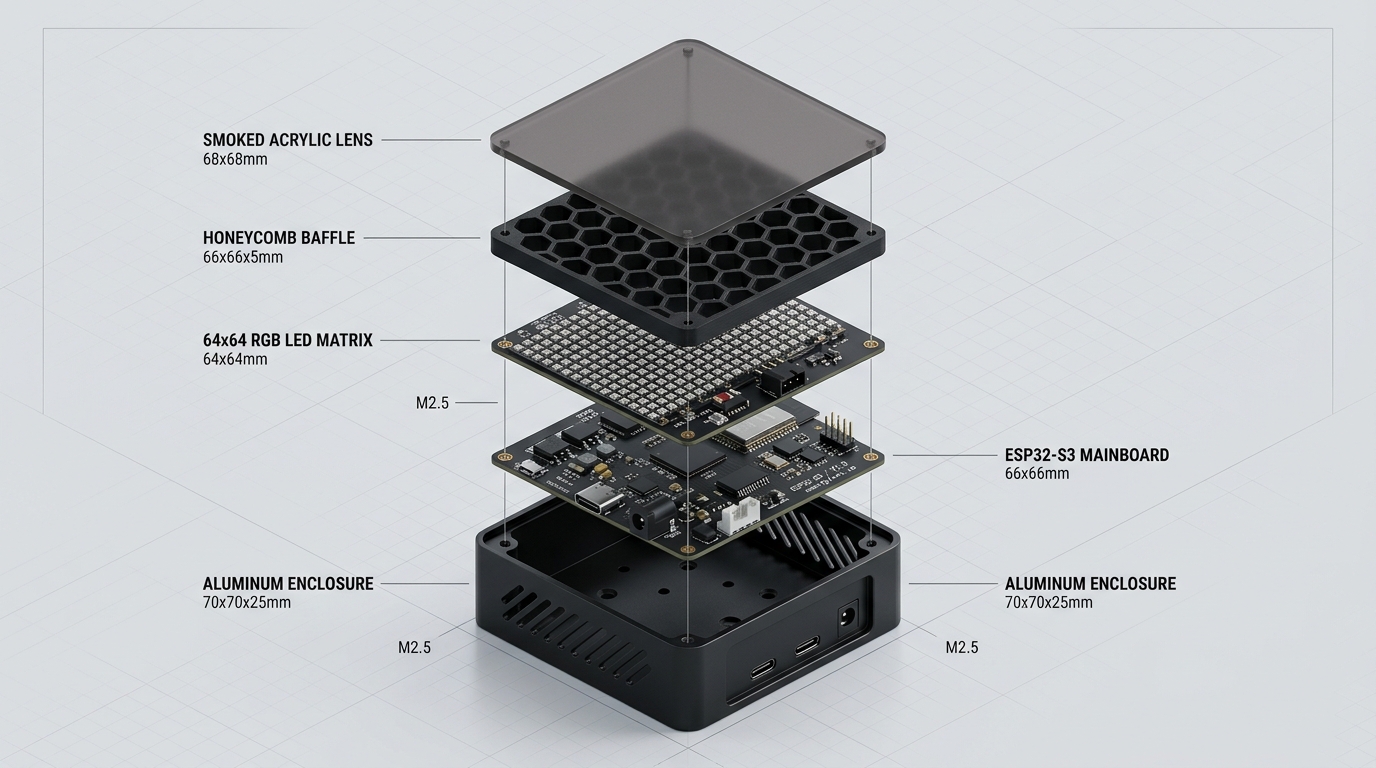 SMOKED ACRYLIC LENS
68x68mm
HONEYCOMB BAFFLE
66x66x5mm
64x64 RGB LED MATRIX
64x64mm
M2.5
ESP32-S3 MAINBOARD
66x66mm
ALUMINUM ENCLOSURE
70x70x25mm
ALUMINUM ENCLOSURE
70x70x25mm
M2.5
M2.5